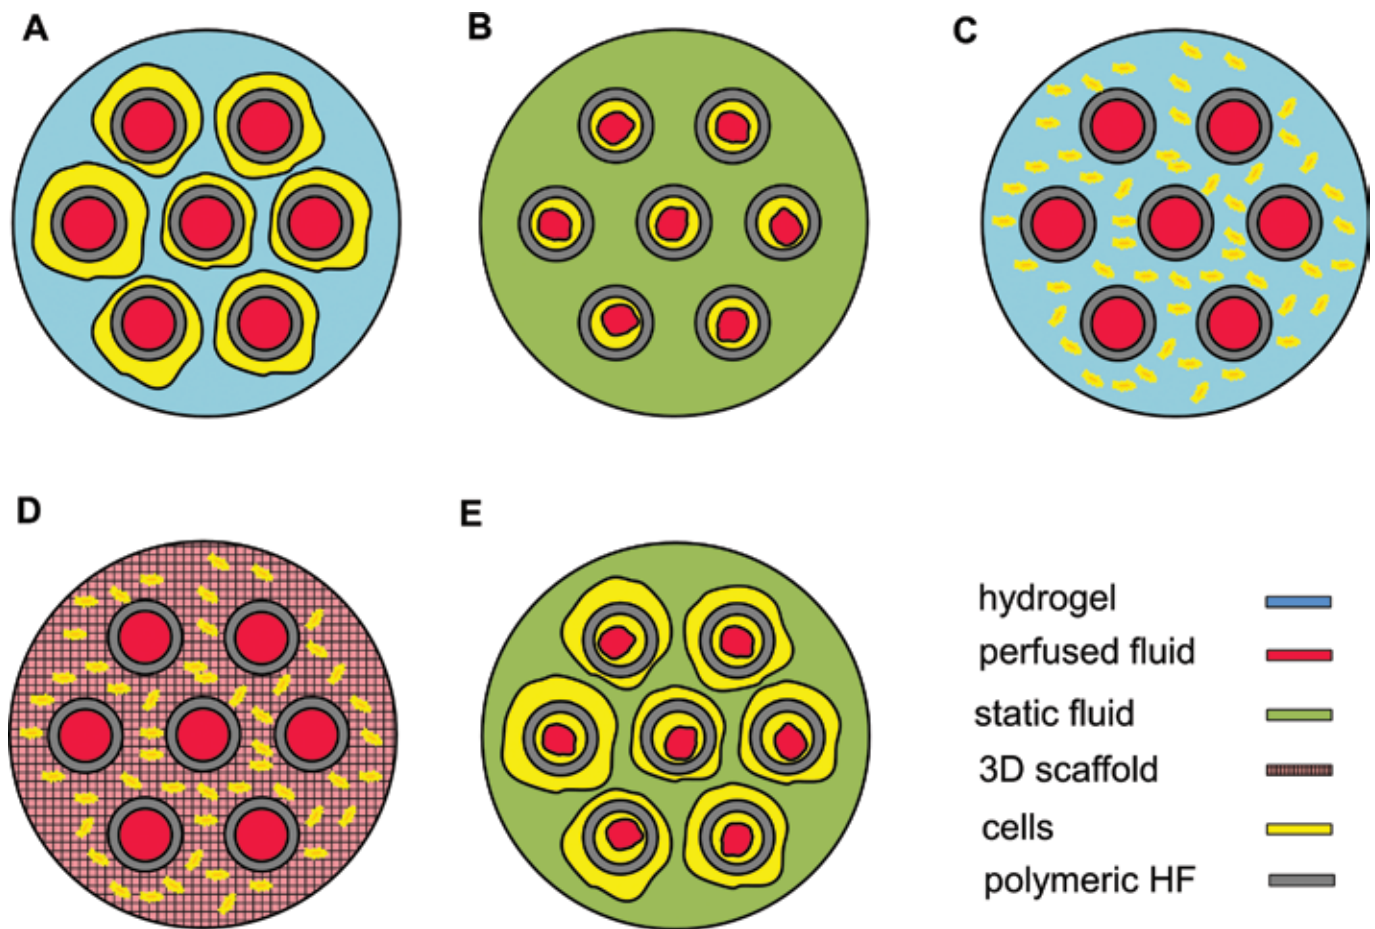 A
B
C
D
E
hydrogel
perfused fluid
static fluid
3D scaffold
cells
polymeric HF